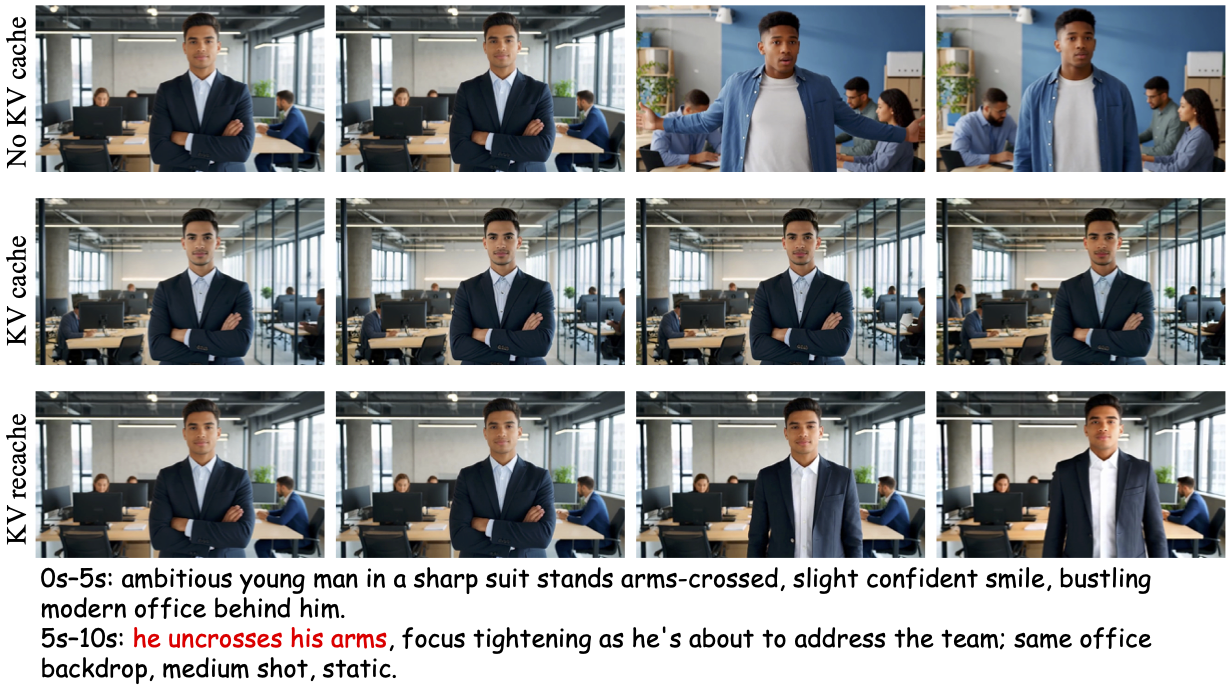 No KV cache
KV cache
KV recache
0s–5s: ambitious young man in a sharp suit stands arms-crossed, slight confident smile, bustling
modern office behind him.
5s–10s: he uncrosses his arms, focus tightening as he's about to address the team; same office
backdrop, medium shot, static.